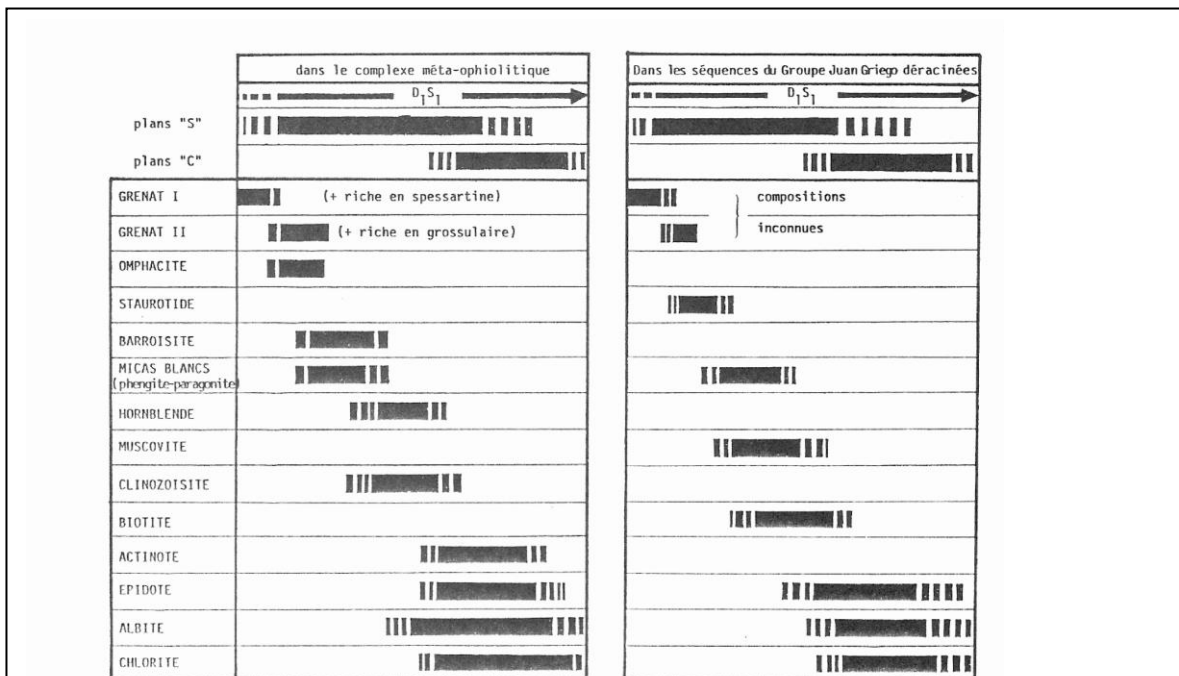 dans le complexe méta-ophiolitique
Dans les séquences du Groupe Juan Griego déracinées
D1S1
D1S1
plans "S"
plans "C"
GRENAT I
(+ riche en spessartine)
compositions
GRENAT II
(+ riche en grossulaire)
inconnues
OMPHACITE
STAUROTIDE
BARROISITE
MICAS BLANCS
(phengite-paragonite)
HORNBLENDE
MUSCOVITE
CLINOZOISITE
BIOTITE
ACTINOTE
EPIDOTE
ALBITE
CHLORITE